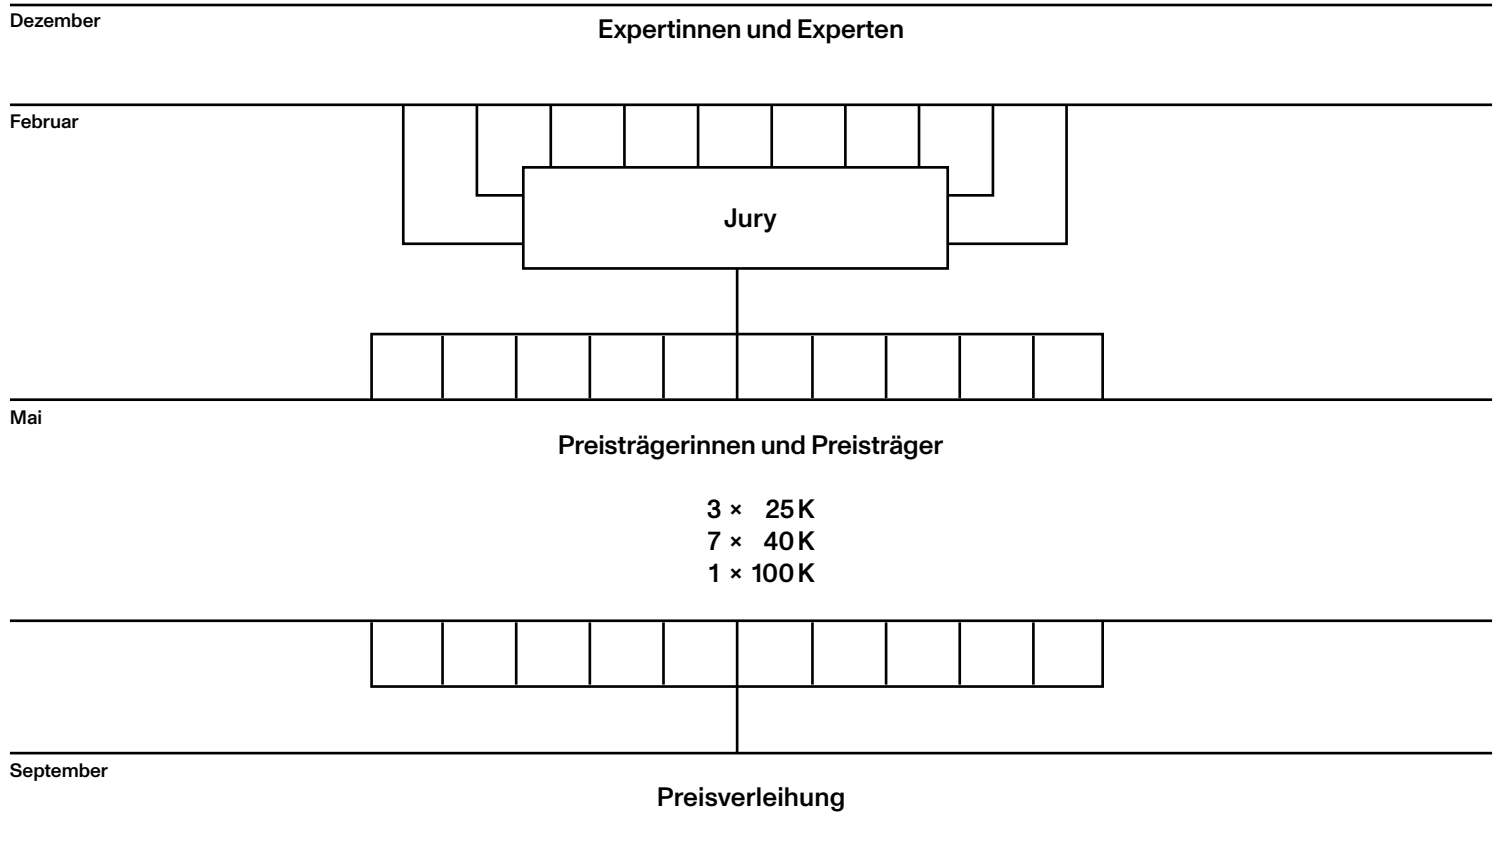 Dezember
Expertinnen und Experten
Februar
Jury
Mai
Preisträgerinnen und Preisträger
3 × 25 K
7 × 40 K
1 × 100 K
September
Preisverleihung